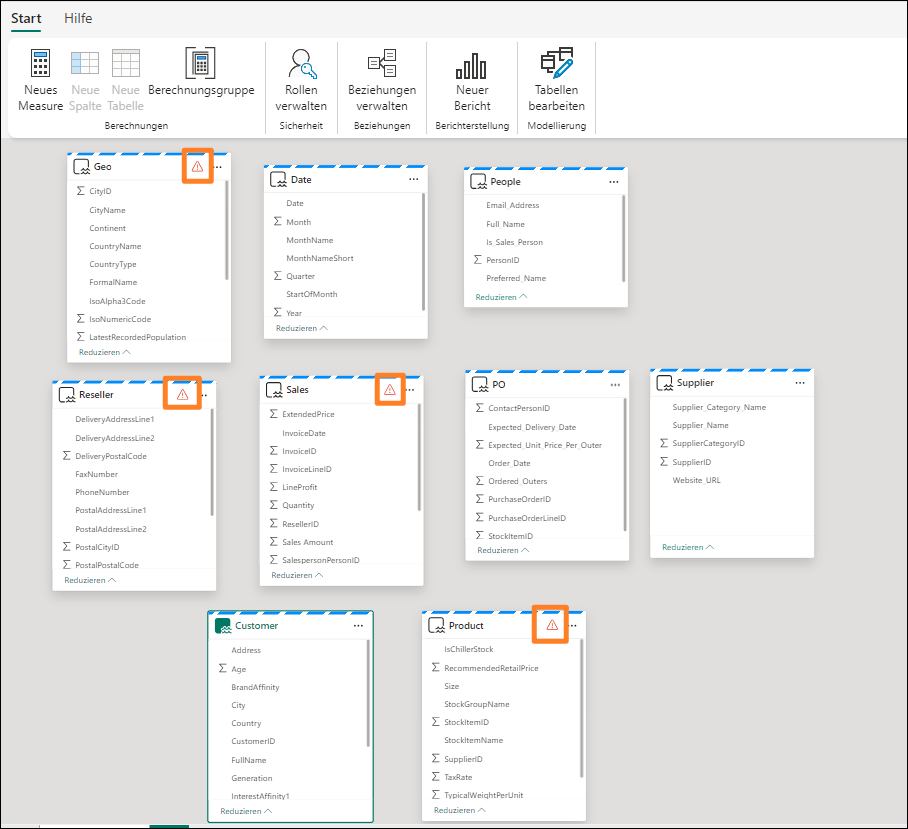 Start Hilfe
Neues Measure
Neue Spalte
Neue Tabelle
Berechnungsgruppe
Berechnungen
Rollen verwalten
Sicherheit
Beziehungen verwalten
Beziehungen
Neuer Bericht
Berichterstellung
Tabellen bearbeiten
Modellierung
Geo
CityID
CityName
Continent
CountryName
CountryType
FormalName
IsoAlpha3Code
IsoNumericCode
LatestRecordedPopulation
Reduzieren
Date
Date
Month
MonthName
MonthNameShort
Quarter
StartOfMonth
Year
Reduzieren
People
Email_Address
Full_Name
Is_Sales_Person
PersonID
Preferred_Name
Reduzieren
Reseller
DeliveryAddressLine1
DeliveryAddressLine2
DeliveryPostalCode
FaxNumber
PhoneNumber
PostalAddressLine1
PostalAddressLine2
PostalCityID
PostalPostalCode
Reduzieren
Sales
ExtendedPrice
InvoiceDate
InvoiceID
InvoiceLineID
LineProfit
Quantity
ResellerID
Sales Amount
SalespersonPersonID
Reduzieren
PO
ContactPersonID
Expected_Delivery_Date
Expected_Unit_Price_Per_Outer
Order_Date
Ordered_Outers
PurchaseOrderID
PurchaseOrderLineID
StockItemID
Reduzieren
Supplier
Supplier_Category_Name
Supplier_Name
SupplierCategoryID
SupplierID
Website_URL
Reduzieren
Customer
Address
Age
BrandAffinity
City
Country
CustomerID
FullName
Generation
InterestAffinity1
Reduzieren
Product
IsChillerStock
RecommendedRetailPrice
Size
StockGroupName
StockItemID
StockItemName
SupplierID
TaxRate
TypicalWeightPerUnit
Reduzieren